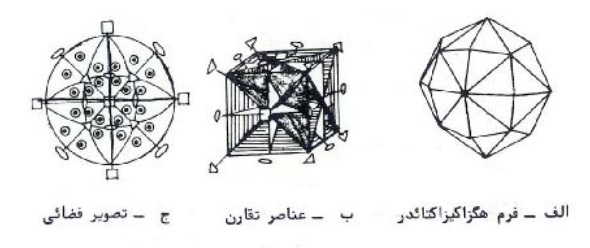 الف – فرم هگزاکیزاکتائدر ب – عناصر تقارن ج – تصویر فضائی